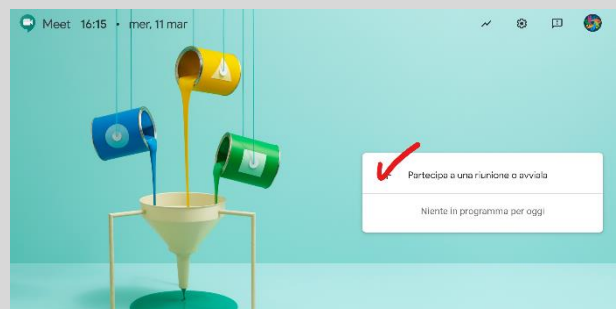 Meet 16:15 • mer, 11 mar
Partecipa a una riunione o avviala
Niente in programma per oggi